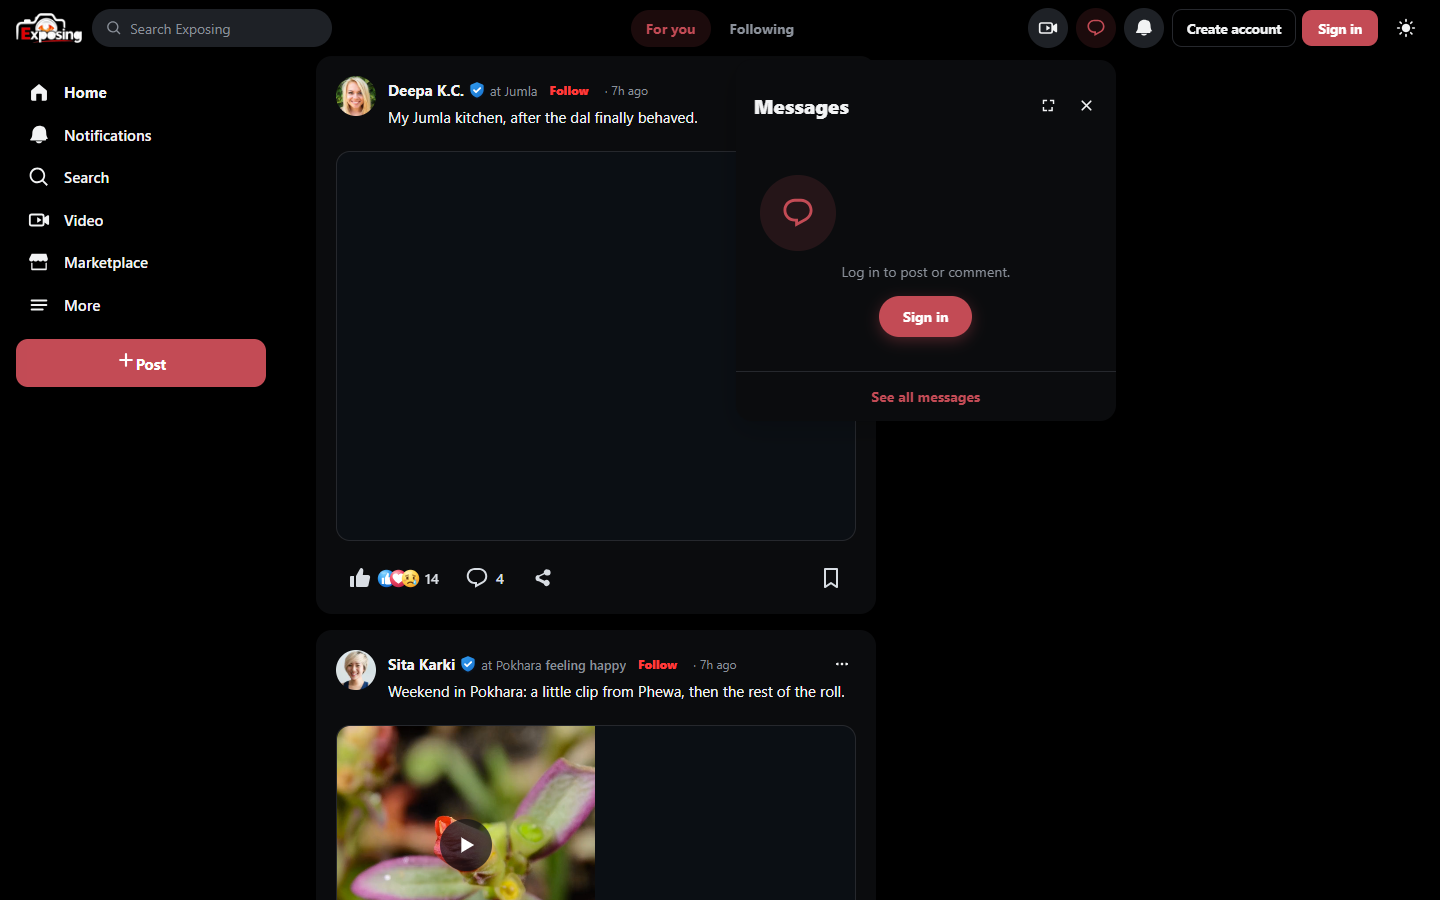 Exposing
Search Exposing
For you
Following
Create account
Sign in
Home
Notifications
Search
Video
Marketplace
More
Post
Deepa K.C. at Jumla Follow · 7h ago
My Jumla kitchen, after the dal finally behaved.
Messages
Log in to post or comment.
Sign in
See all messages
14
4
Sita Karki at Pokhara feeling happy Follow · 7h ago
Weekend in Pokhara: a little clip from Phewa, then the rest of the roll.